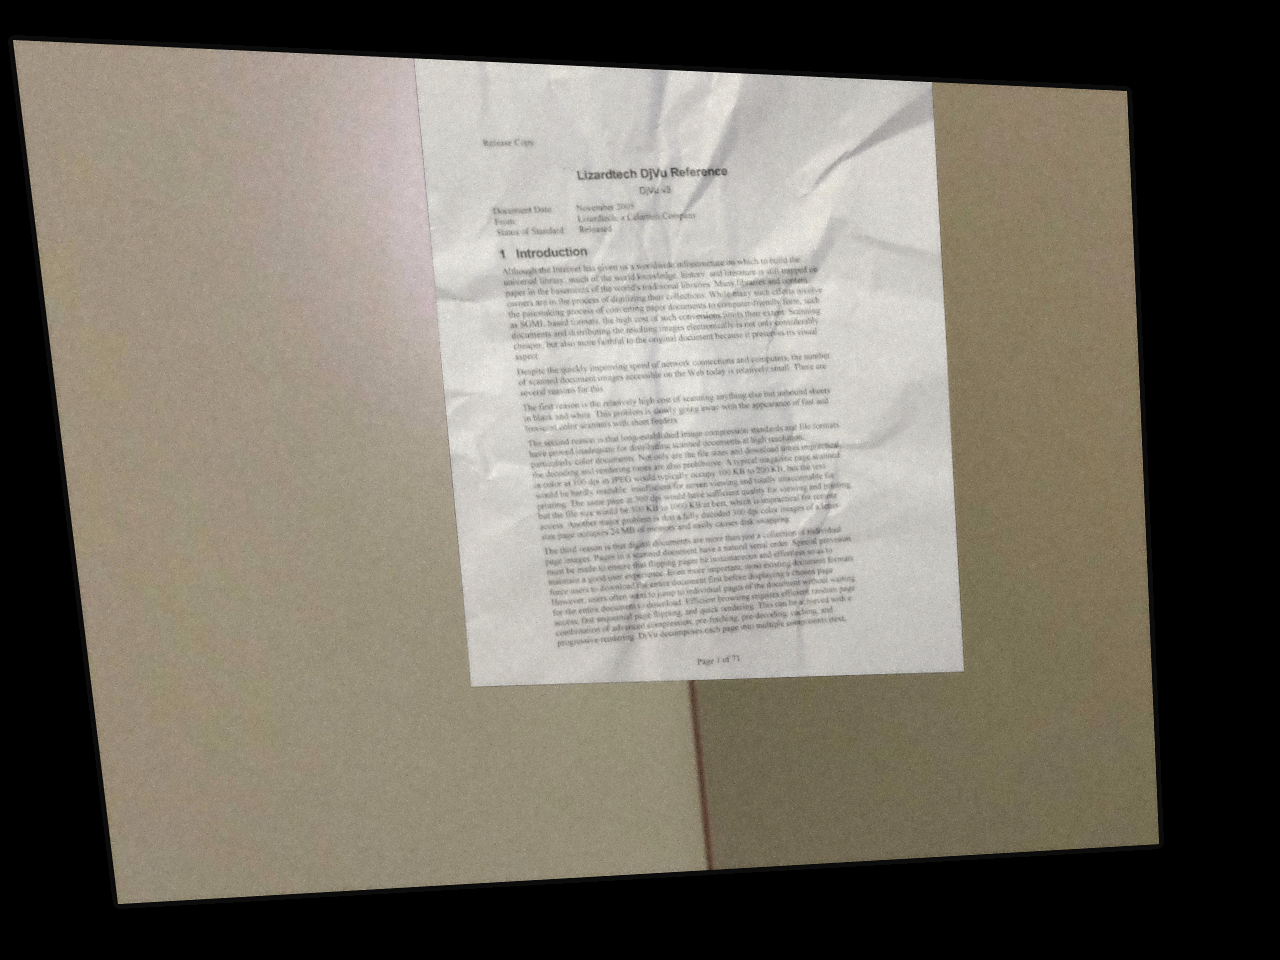 Release Copy
Lizardtech DjVu Reference
DjVu v3
Document Date: November 2005
From: Lizardtech, a Celartem Company
Status of Standard: Released
1 Introduction
Although the Internet has given us a worldwide infrastructure on which to build the
universal library, much of the world knowledge, history, and literature is still trapped on
paper in the basements of the world's traditional libraries. Many libraries and content
owners are in the process of digitizing their collections. While many such efforts involve
the painstaking process of converting paper documents to computer-friendly form, such
as SGML based formats, the high cost of such conversions limits their extent. Scanning
documents and distributing the resulting images electronically is not only considerably
cheaper, but also more faithful to the original document because it preserves its visual
aspect.
Despite the quickly improving speed of network connections and computers, the number
of scanned document images accessible on the Web today is relatively small. There are
several reasons for this.
The first reason is the relatively high cost of scanning anything else but unbound sheets
in black and white. This problem is slowly going away with the appearance of fast and
low-cost color scanners with sheet feeders.
The second reason is that long-established image compression standards and file formats
have proved inadequate for distributing scanned documents at high resolution,
particularly color documents. Not only are the file sizes and download times impractical,
the decoding and rendering times are also prohibitive. A typical magazine page scanned
in color at 100 dpi in JPEG would typically occupy 100 KB to 200 KB, but the text
would be hardly readable: insufficient for screen viewing and totally unacceptable for
printing. The same page at 300 dpi would have sufficient quality for viewing and printing,
but the file size would be 300 KB to 1000 KB at best, which is impractical for remote
access. Another major problem is that a fully decoded 300 dpi color images of a letter-
size page occupies 24 MB of memory and easily causes disk swapping.
The third reason is that digital documents are more than just a collection of individual
page images. Pages in a scanned document have a natural serial order. Special provision
must be made to ensure that flipping pages be instantaneous and effortless so as to
maintain a good user experience. Even more important, most existing document formats
force users to download the entire document first before displaying a chosen page.
However, users often want to jump to individual pages of the document without waiting
for the entire document to download. Efficient browsing requires efficient random page
access, fast sequential page flipping, and quick rendering. This can be achieved with a
combination of advanced compression, pre-fetching, pre-decoding, caching, and
progressive rendering. DjVu decomposes each page into multiple components (text,
Page 1 of 71